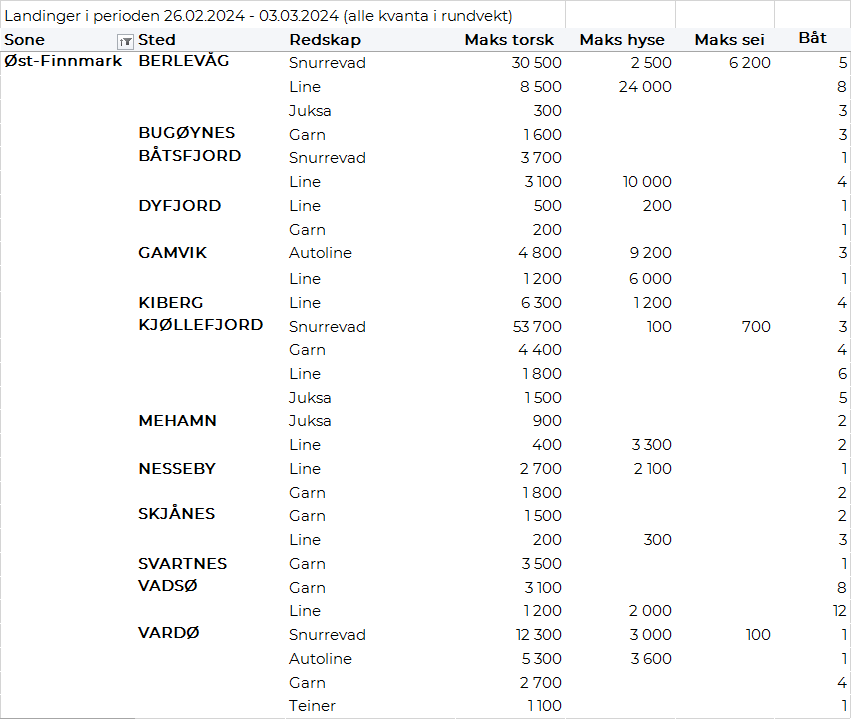 Landinger i perioden 26.02.2024 - 03.03.2024 (alle kvanta i rundvekt)
Sone Sted Redskap Maks torsk Maks hyse Maks sei Båt
Øst-Finnmark BERLEVÅG Snurrevad 30 500 2 500 6 200 5
Line 8 500 24 000 8
Juksa 300 3
BUGØYNES Garn 1 600 3
BÅTSFJORD Snurrevad 3 700 1
Line 3 100 10 000 4
DYFJORD Line 500 200 1
Garn 200 1
GAMVIK Autoline 4 800 9 200 3
Line 1 200 6 000 1
KIBERG Line 6 300 1 200 4
KJØLLEFJORD Snurrevad 53 700 100 700 3
Garn 4 400 4
Line 1 800 6
Juksa 1 500 5
MEHAMN Juksa 900 2
Line 400 3 300 2
NESSEBY Line 2 700 2 100 1
Garn 1 800 2
SKJÅNES Garn 1 500 2
Line 200 300 3
SVARTNES Garn 3 500 1
VADSØ Garn 3 100 8
Line 1 200 2 000 12
VARDØ Snurrevad 12 300 3 000 100 1
Autoline 5 300 3 600 1
Garn 2 700 4
Teiner 1 100 1